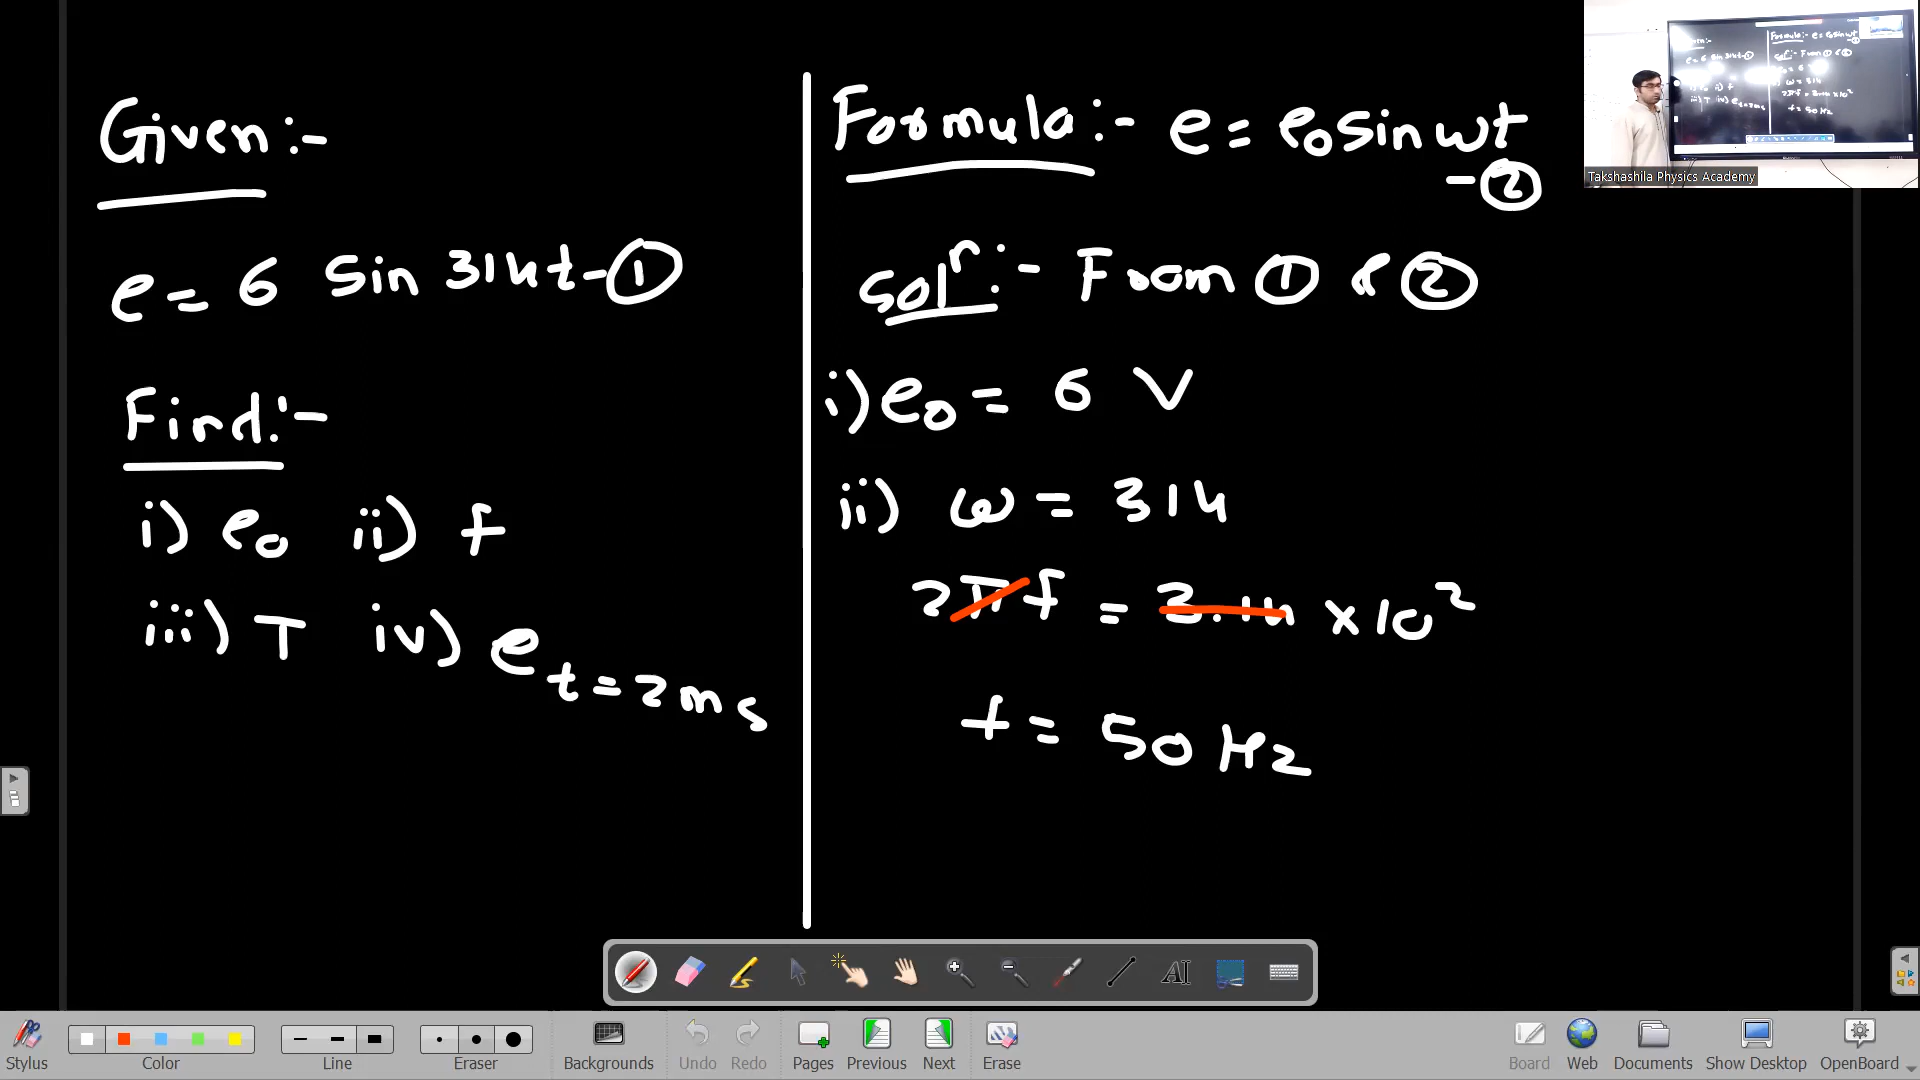 Given:-
e = 6 Sin 314t - ①
Find:-
i) e₀ ii) f
iii) T iv) e t=2ms
Formula:- e = e₀ sin ωt
- ②
Solⁿ:- From ① & ②
i) e₀ = 6 V
ii) ω = 314
2πf = 3.14 x10²
f = 50 Hz
Takshashila Physics Academy
Stylus
Color
Line
Eraser
Backgrounds
Undo
Redo
Pages
Previous
Next
Erase
Board
Web
Documents
Show Desktop
OpenBoard